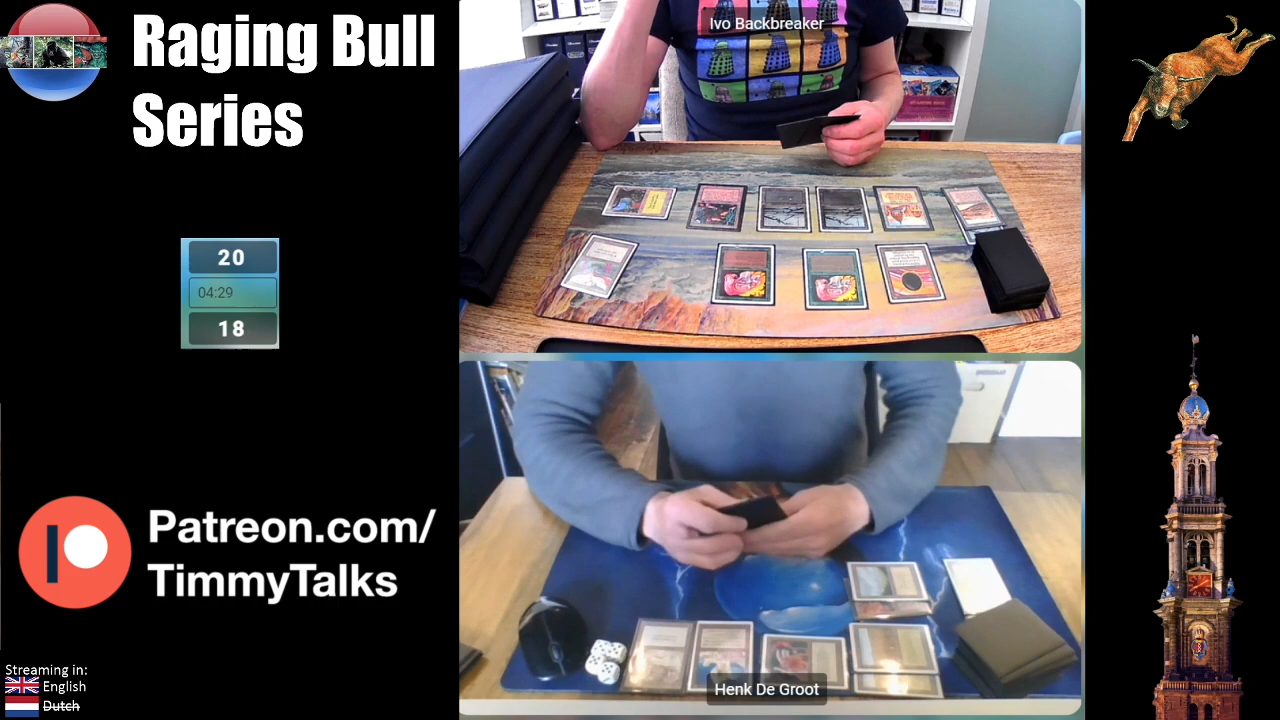 Raging Bull
Series
Ivo Backbreaker
20
04:29
18
Patreon.com/
TimmyTalks
Streaming in:
English
Dutch
Henk De Groot